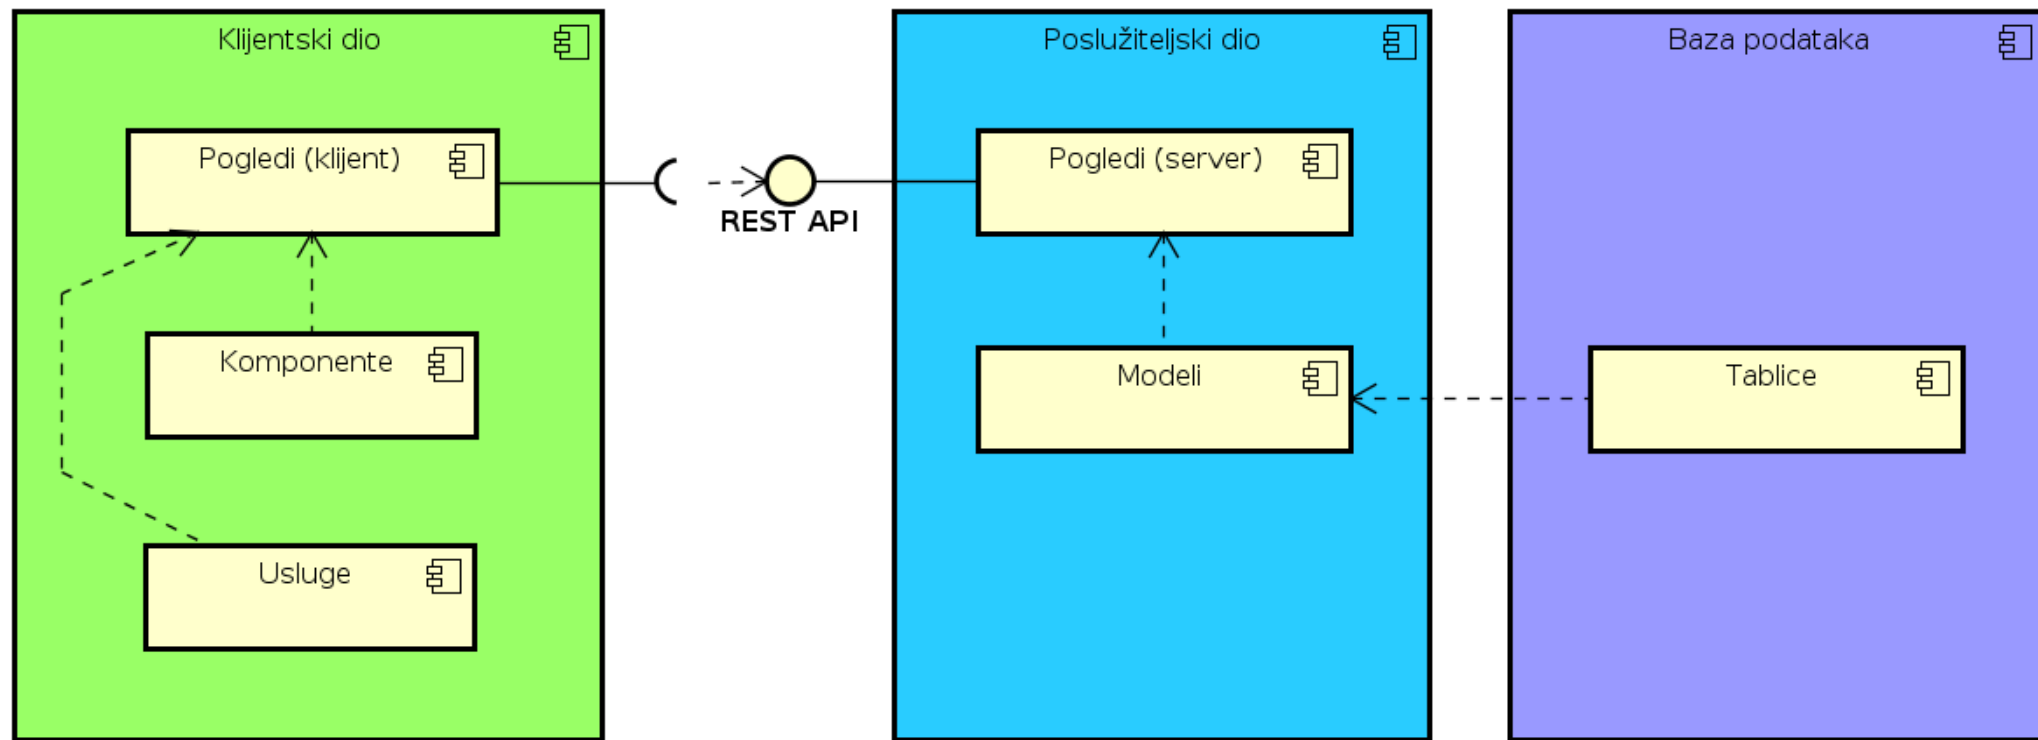 Klijentski dio
Poslužiteljski dio
Baza podataka
Pogledi (klijent)
Pogledi (server)
REST API
Komponente
Modeli
Tablice
Usluge